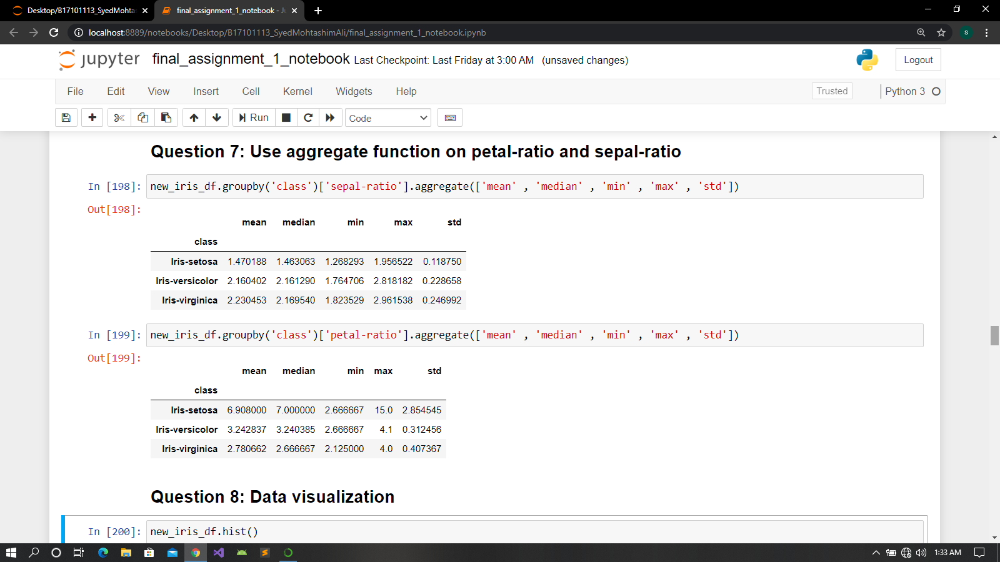 Desktop/B17101113_SyedMohta
final_assignment_1_notebook - Ju
localhost:8889/notebooks/Desktop/B17101113_SyedMohtashimAli/final_assignment_1_notebook.ipynb
s
jupyter final_assignment_1_notebook Last Checkpoint: Last Friday at 3:00 AM (unsaved changes)
Logout
File Edit View Insert Cell Kernel Widgets Help
Trusted
Python 3
Run
Code
Question 7: Use aggregate function on petal-ratio and sepal-ratio
In [198]: new_iris_df.groupby('class')['sepal-ratio'].aggregate(['mean' , 'median' , 'min' , 'max' , 'std'])
Out[198]:
mean median min max std
class
Iris-setosa 1.470188 1.463063 1.268293 1.956522 0.118750
Iris-versicolor 2.160402 2.161290 1.764706 2.818182 0.228658
Iris-virginica 2.230453 2.169540 1.823529 2.961538 0.246992
In [199]: new_iris_df.groupby('class')['petal-ratio'].aggregate(['mean' , 'median' , 'min' , 'max' , 'std'])
Out[199]:
mean median min max std
class
Iris-setosa 6.908000 7.000000 2.666667 15.0 2.854545
Iris-versicolor 3.242837 3.240385 2.666667 4.1 0.312456
Iris-virginica 2.780662 2.666667 2.125000 4.0 0.407367
Question 8: Data visualization
In [200]: new_iris_df.hist()
1:33 AM